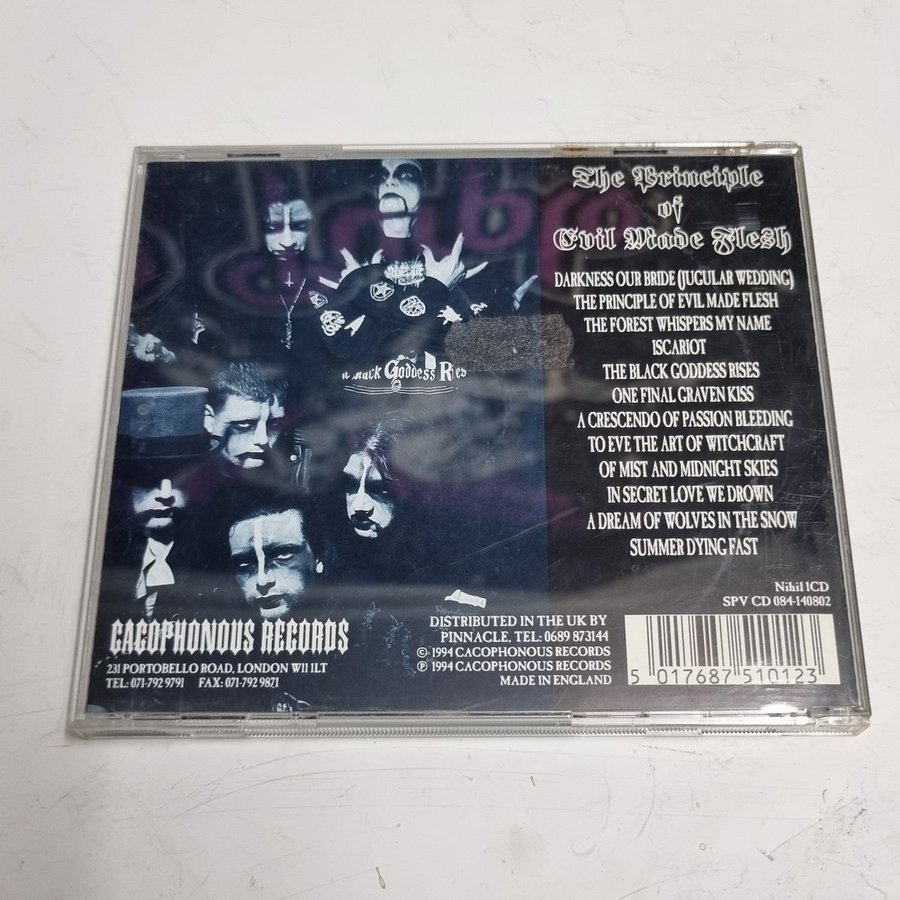 The Principle
of
Evil Made Flesh
DARKNESS OUR BRIDE (JUGULAR WEDDING)
THE PRINCIPLE OF EVIL MADE FLESH
THE FOREST WHISPERS MY NAME
ISCARIOT
THE BLACK GODDESS RISES
ONE FINAL GRAVEN KISS
A CRESCENDO OF PASSION BLEEDING
TO EVE THE ART OF WITCHCRAFT
OF MIST AND MIDNIGHT SKIES
IN SECRET LOVE WE DROWN
A DREAM OF WOLVES IN THE SNOW
SUMMER DYING FAST
Black Goddess Rises
Nihil 1CD
SPV CD 084-140802
CACOPHONOUS RECORDS
231 PORTOBELLO ROAD, LONDON W11 1LT
TEL: 071-792 9791 FAX: 071-792 9871
DISTRIBUTED IN THE UK BY
PINNACLE, TEL: 0689 873144
© 1994 CACOPHONOUS RECORDS
℗ 1994 CACOPHONOUS RECORDS
MADE IN ENGLAND
5 017687 510123